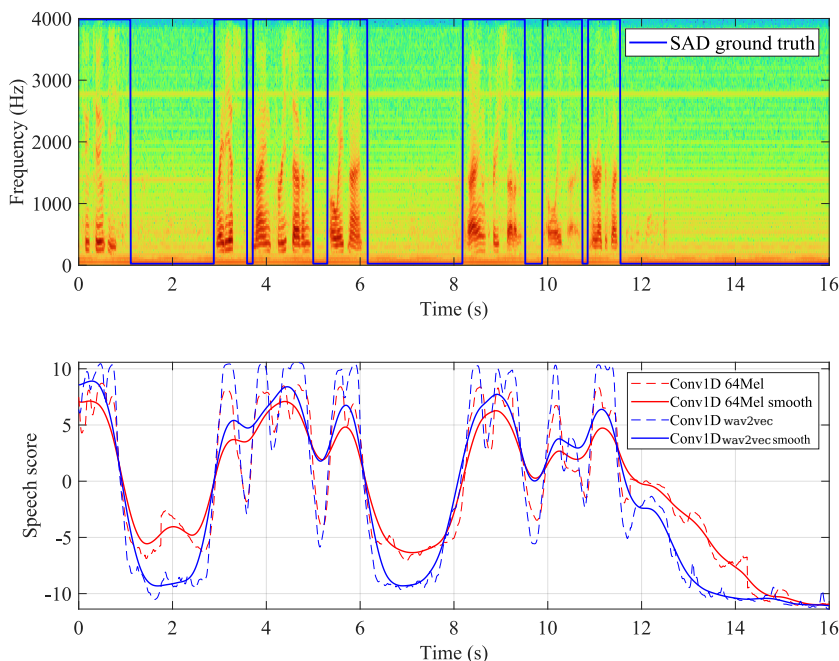 4000
3000
2000
1000
0
Frequency (Hz)
SAD ground truth
0 2 4 6 8 10 12 14 16
Time (s)
10
5
0
-5
-10
Speech score
Conv1D 64Mel
Conv1D 64Mel smooth
Conv1D wav2vec
Conv1D wav2vec smooth
0 2 4 6 8 10 12 14 16
Time (s)